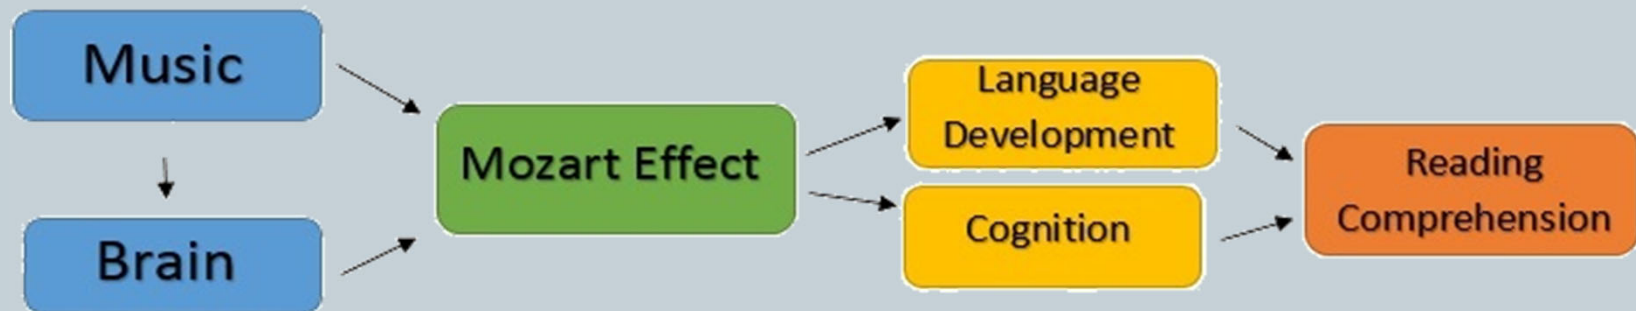 Music
Brain
Mozart Effect
Language
Development
Cognition
Reading
Comprehension